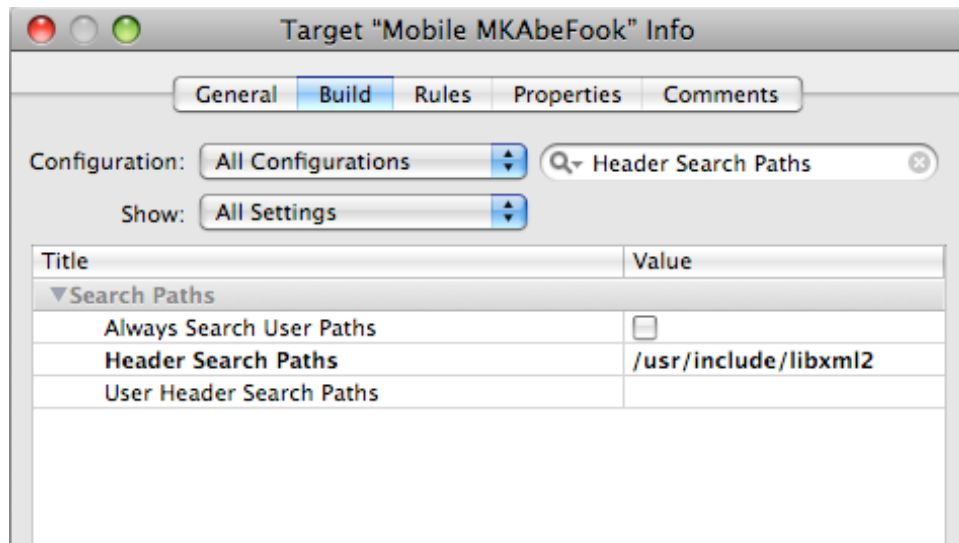 Target “Mobile MKAbeFook” Info
General Build Rules Properties Comments
Configuration: All Configurations Header Search Paths
Show: All Settings
Title Value
Search Paths
Always Search User Paths
Header Search Paths /usr/include/libxml2
User Header Search Paths